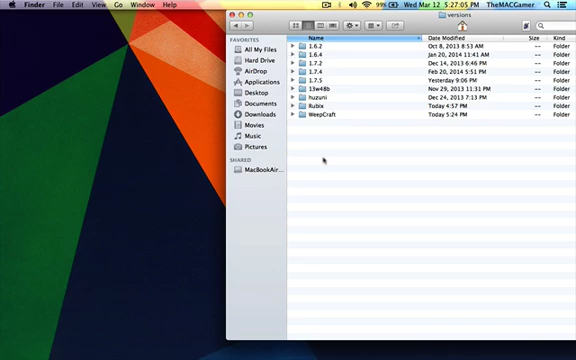 Finder File Edit View Go Window Help 99% Wed Mar 12 5:27:05 PM TheMACGamer
versions
FAVORITES
All My Files
Hard Drive
AirDrop
Applications
Desktop
Documents
Downloads
Movies
Music
Pictures
SHARED
MacBookAir...
Name Date Modified Size Kind
1.6.2 Oct 8, 2013 8:53 AM -- Folder
1.6.4 Jan 20, 2014 11:41 AM -- Folder
1.7.2 Dec 14, 2013 6:46 PM -- Folder
1.7.4 Feb 20, 2014 5:51 PM -- Folder
1.7.5 Yesterday 9:06 PM -- Folder
13w48b Nov 29, 2013 11:31 PM -- Folder
huzuni Dec 24, 2013 7:13 PM -- Folder
Rubix Today 4:57 PM -- Folder
WeepCraft Today 5:24 PM -- Folder